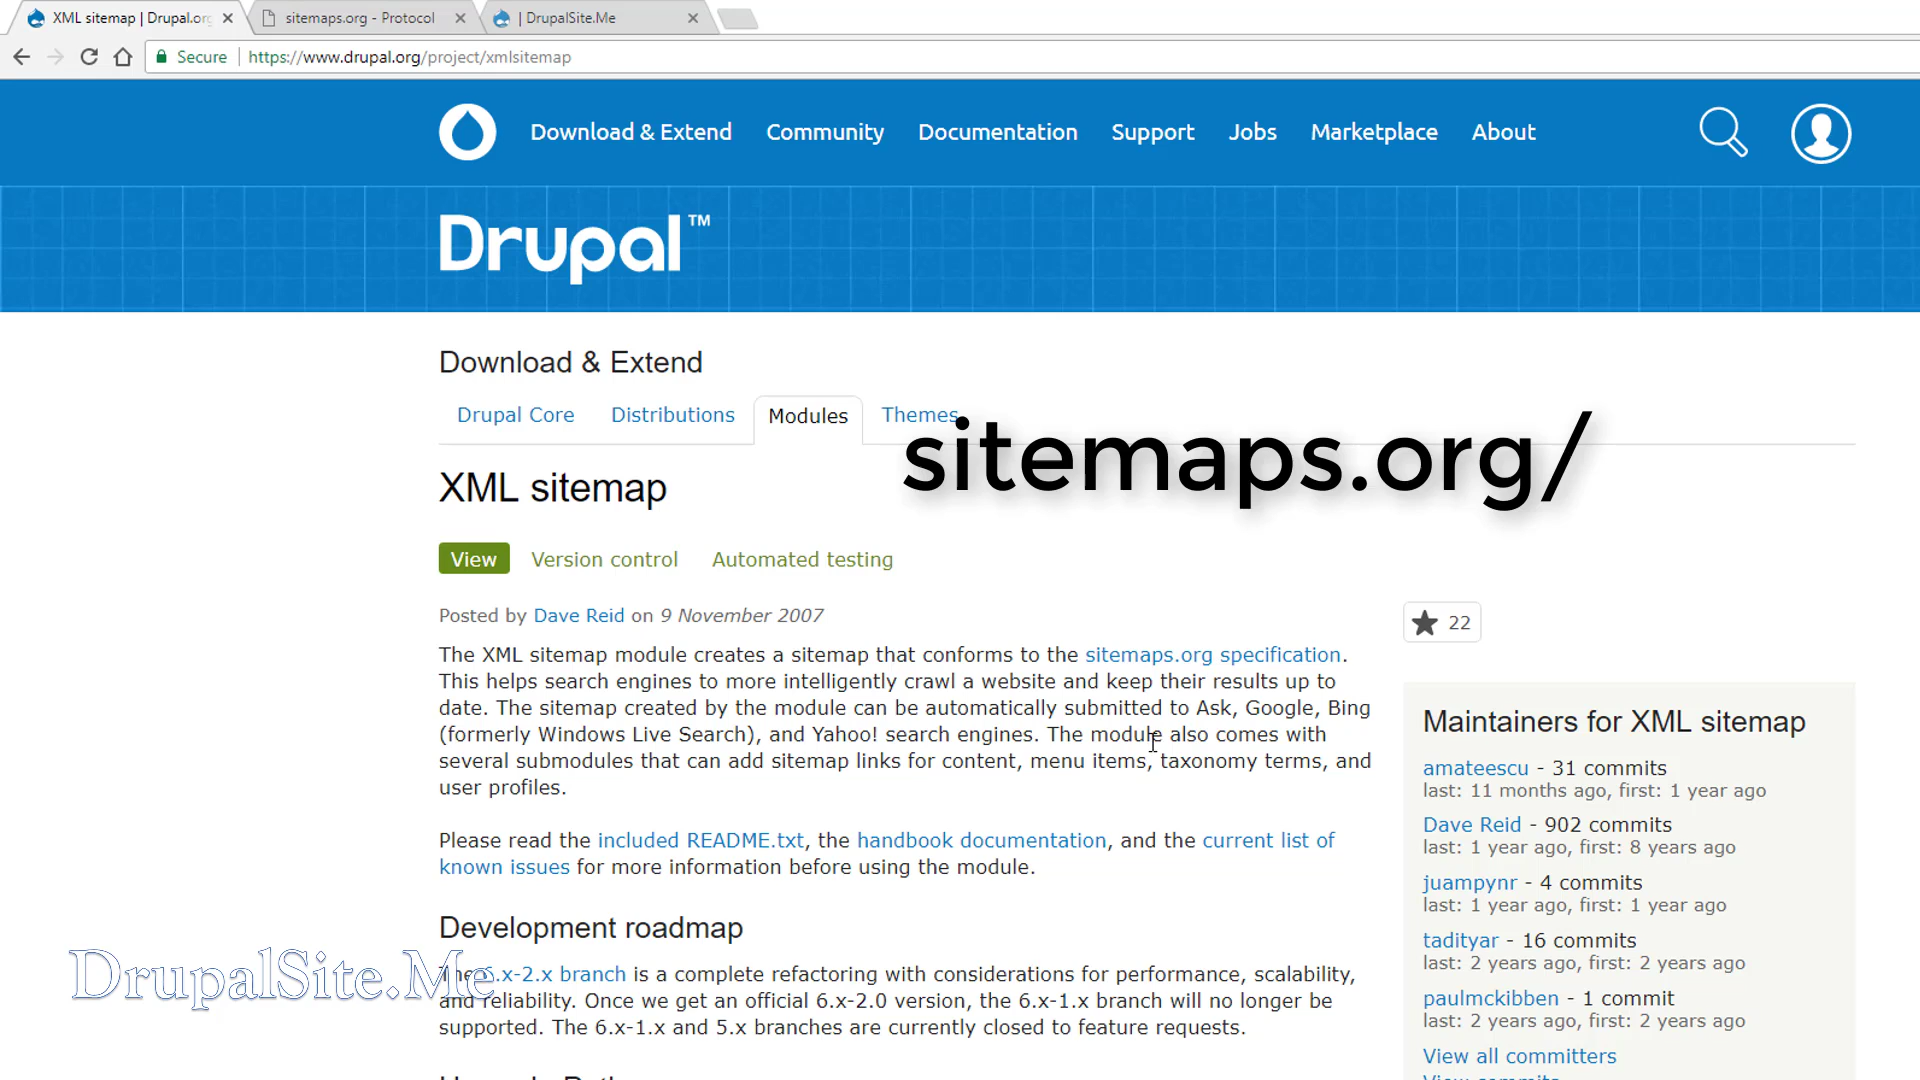 XML sitemap | Drupal.org
sitemaps.org - Protocol
| DrupalSite.Me
Secure
https://www.drupal.org/project/xmlsitemap
Download & Extend
Community
Documentation
Support
Jobs
Marketplace
About
Drupal™
Download & Extend
Drupal Core
Distributions
Modules
Themes
sitemaps.org/
XML sitemap
View
Version control
Automated testing
Posted by Dave Reid on 9 November 2007
22
The XML sitemap module creates a sitemap that conforms to the sitemaps.org specification.
This helps search engines to more intelligently crawl a website and keep their results up to
date. The sitemap created by the module can be automatically submitted to Ask, Google, Bing
(formerly Windows Live Search), and Yahoo! search engines. The module also comes with
several submodules that can add sitemap links for content, menu items, taxonomy terms, and
user profiles.
Please read the included README.txt, the handbook documentation, and the current list of
known issues for more information before using the module.
Development roadmap
The 6.x-2.x branch is a complete refactoring with considerations for performance, scalability,
and reliability. Once we get an official 6.x-2.0 version, the 6.x-1.x branch will no longer be
supported. The 6.x-1.x and 5.x branches are currently closed to feature requests.
DrupalSite.Me
Maintainers for XML sitemap
amateescu - 31 commits
last: 11 months ago, first: 1 year ago
Dave Reid - 902 commits
last: 1 year ago, first: 8 years ago
juampynr - 4 commits
last: 1 year ago, first: 1 year ago
tadityar - 16 commits
last: 2 years ago, first: 2 years ago
paulmckibben - 1 commit
last: 2 years ago, first: 2 years ago
View all committers